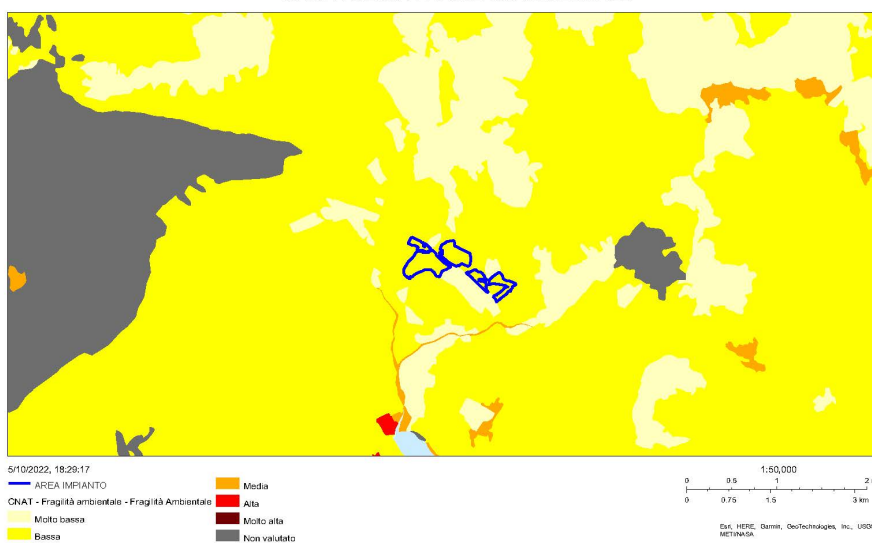 5/10/2022, 18:29:17
AREA IMPIANTO
CNAT - Fragilità ambientale - Fragilità Ambientale
Molto bassa
Bassa
Media
Alta
Molto alta
Non valutato
1:50,000
0 0.5 1 2
0 0.75 1.5 3 km
Esri, HERE, Garmin, GeoTechnologies, Inc., USG
METI/NASA